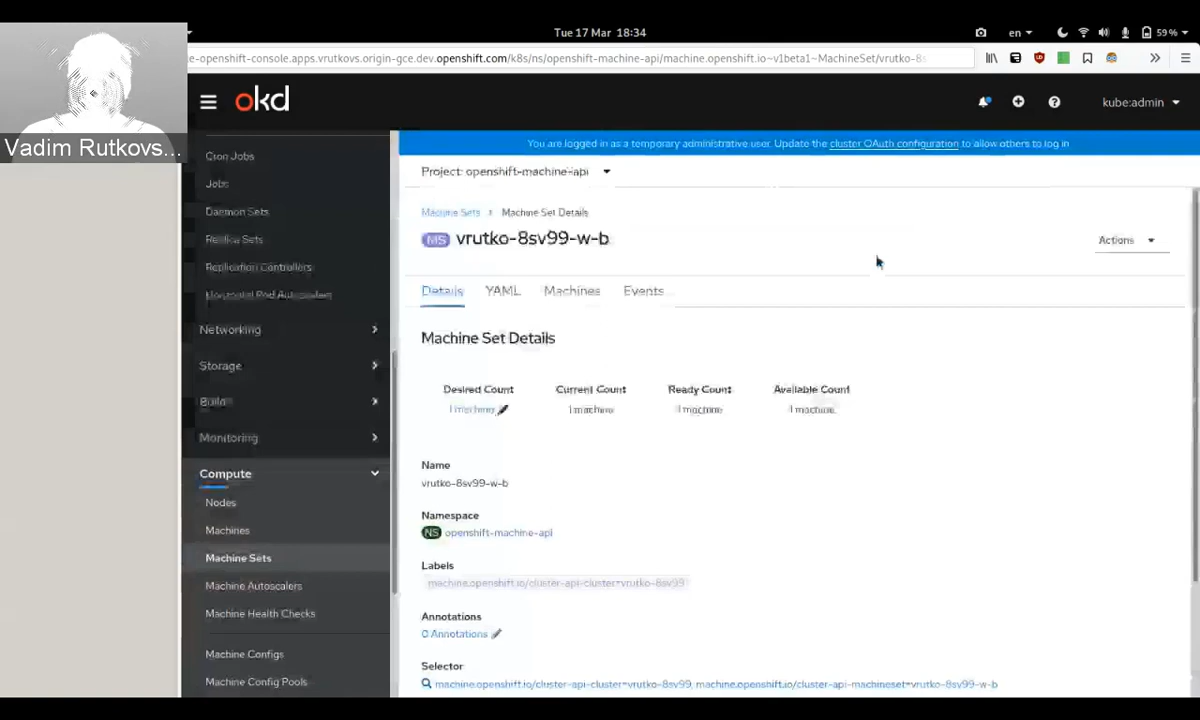 Tue 17 Mar 18:34
en
59 %
e-openshift-console.apps.vrutkovs.origin-gce.dev.openshift.com/k8s/ns/openshift-machine-api/machine.openshift.io~v1beta1~MachineSet/vrutko-8s
Vadim Rutkovs...
okd
kube:admin
You are logged in as a temporary administrative user. Update the cluster OAuth configuration to allow others to log in
Cron Jobs
Jobs
Daemon Sets
Replica Sets
Replication Controllers
Horizontal Pod Autoscalers
Networking
Storage
Build
Monitoring
Compute
Nodes
Machines
Machine Sets
Machine Autoscalers
Machine Health Checks
Machine Configs
Machine Config Pools
Project: openshift-machine-api
Machine Sets Machine Set Details
MS vrutko-8sv99-w-b
Actions
Details YAML Machines Events
Machine Set Details
Desired Count Current Count Ready Count Available Count
1 machine 1 machine 1 machine 1 machine
Name
vrutko-8sv99-w-b
Namespace
NS openshift-machine-api
Labels
machine.openshift.io/cluster-api-cluster=vrutko-8sv99
Annotations
0 Annotations
Selector
machine.openshift.io/cluster-api-cluster=vrutko-8sv99, machine.openshift.io/cluster-api-machineset=vrutko-8sv99-w-b